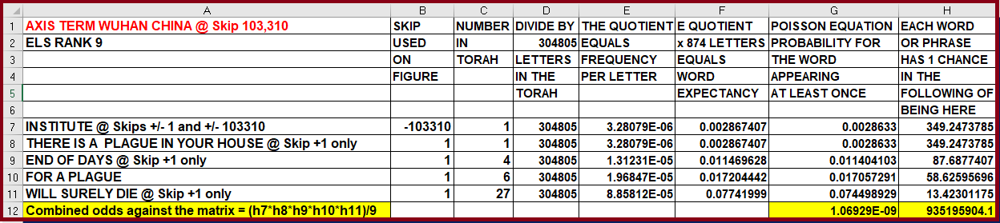 A B C D E F G H
1 AXIS TERM WUHAN CHINA @ Skip 103,310 SKIP NUMBER DIVIDE BY THE QUOTIENT E QUOTIENT POISSON EQUATION EACH WORD
2 ELS RANK 9 USED IN 304805 EQUALS x 874 LETTERS PROBABILITY FOR OR PHRASE
3 ON TORAH LETTERS FREQUENCY EQUALS THE WORD HAS 1 CHANCE
4 FIGURE IN THE PER LETTER WORD APPEARING IN THE
5 TORAH EXPECTANCY AT LEAST ONCE FOLLOWING OF
6 BEING HERE
7 INSTITUTE @ Skips +/- 1 and +/- 103310 -103310 1 304805 3.28079E-06 0.002867407 0.0028633 349.2473785
8 THERE IS A PLAGUE IN YOUR HOUSE @ Skip +1 only 1 1 304805 3.28079E-06 0.002867407 0.0028633 349.2473785
9 END OF DAYS @ Skip +1 only 1 4 304805 1.31231E-05 0.011469628 0.011404103 87.6877407
10 FOR A PLAGUE 1 6 304805 1.96847E-05 0.017204442 0.017057291 58.62595696
11 WILL SURELY DIE @ Skip +1 only 1 27 304805 8.85812E-05 0.07741999 0.074498929 13.42301175
12 Combined odds against the matrix = (h7*h8*h9*h10*h11)/9 1.06929E-09 935195904.1